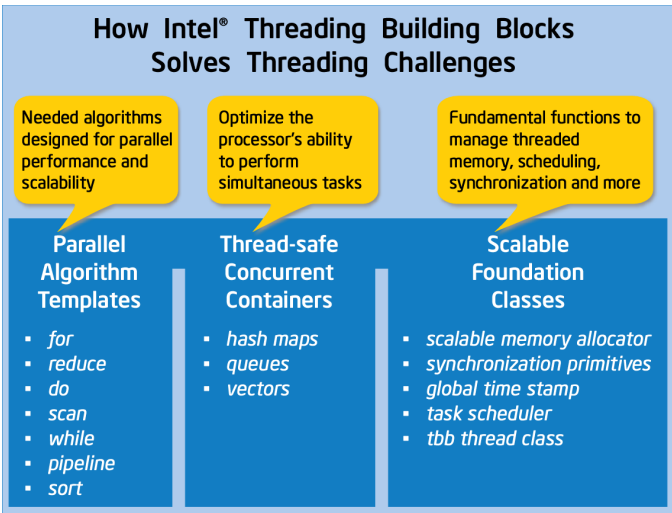 How Intel® Threading Building Blocks
Solves Threading Challenges
Needed algorithms
designed for parallel
performance and
scalability
Optimize the
processor's ability
to perform
simultaneous tasks
Fundamental functions to
manage threaded
memory, scheduling,
synchronization and more
Parallel
Algorithm
Templates
▪ for
▪ reduce
▪ do
▪ scan
▪ while
▪ pipeline
▪ sort
Thread-safe
Concurrent
Containers
▪ hash maps
▪ queues
▪ vectors
Scalable
Foundation
Classes
▪ scalable memory allocator
▪ synchronization primitives
▪ global time stamp
▪ task scheduler
▪ tbb thread class